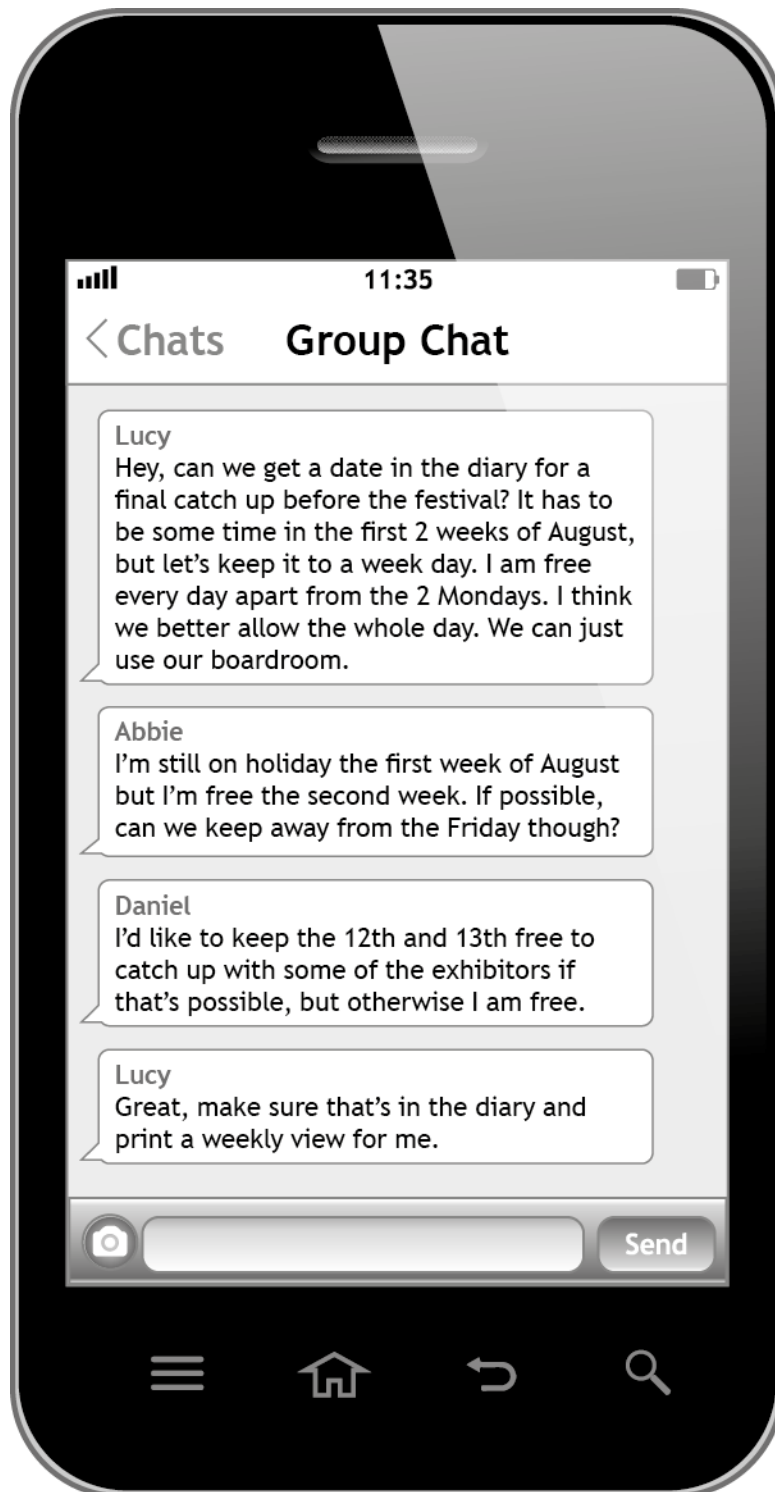 11:35
Chats Group Chat
Lucy
Hey, can we get a date in the diary for a
final catch up before the festival? It has to
be some time in the first 2 weeks of August,
but let's keep it to a week day. I am free
every day apart from the 2 Mondays. I think
we better allow the whole day. We can just
use our boardroom.
Abbie
I'm still on holiday the first week of August
but I'm free the second week. If possible,
can we keep away from the Friday though?
Daniel
I'd like to keep the 12th and 13th free to
catch up with some of the exhibitors if
that's possible, but otherwise I am free.
Lucy
Great, make sure that's in the diary and
print a weekly view for me.
Send